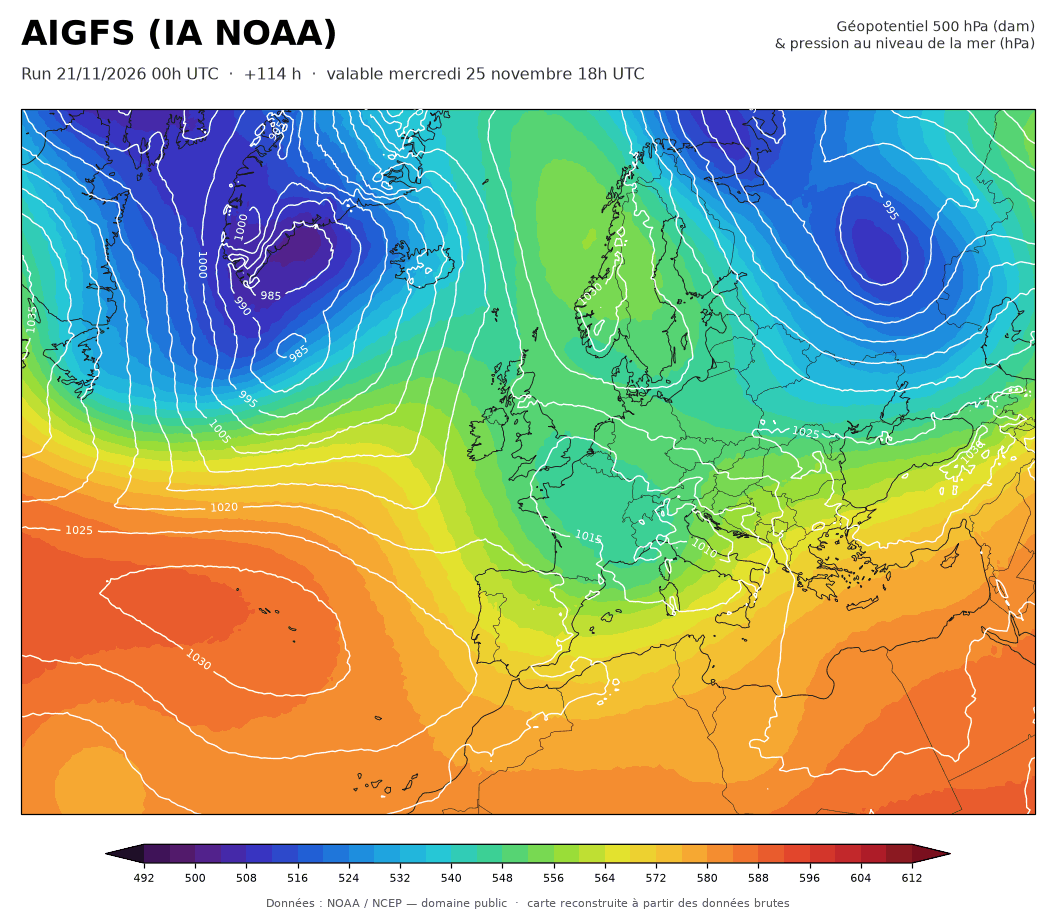 AIGFS (IA NOAA)
Géopotentiel 500 hPa (dam)
& pression au niveau de la mer (hPa)
Run 21/11/2026 00h UTC · +114 h · valable mercredi 25 novembre 18h UTC
995
1000
1000
985
990
985
995
1005
1035
1020
1025
1030
1015
1010
1025
995
1030
492 500 508 516 524 532 540 548 556 564 572 580 588 596 604 612
Données : NOAA / NCEP — domaine public · carte reconstruite à partir des données brutes